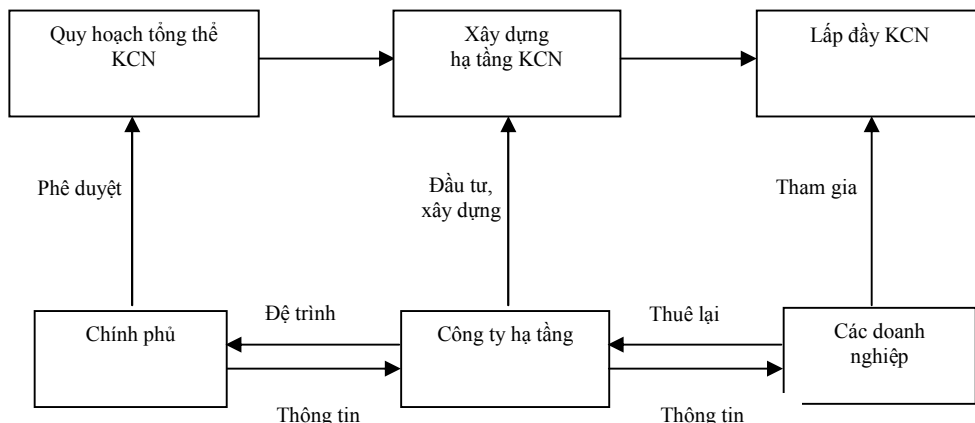 Quy hoạch tổng thể
KCN
Xây dựng
hạ tầng KCN
Lấp đầy KCN
Phê duyệt
Đầu tư,
xây dựng
Tham gia
Chính phủ
Đệ trình
Công ty hạ tầng
Thuê lại
Các doanh
nghiệp
Thông tin
Thông tin